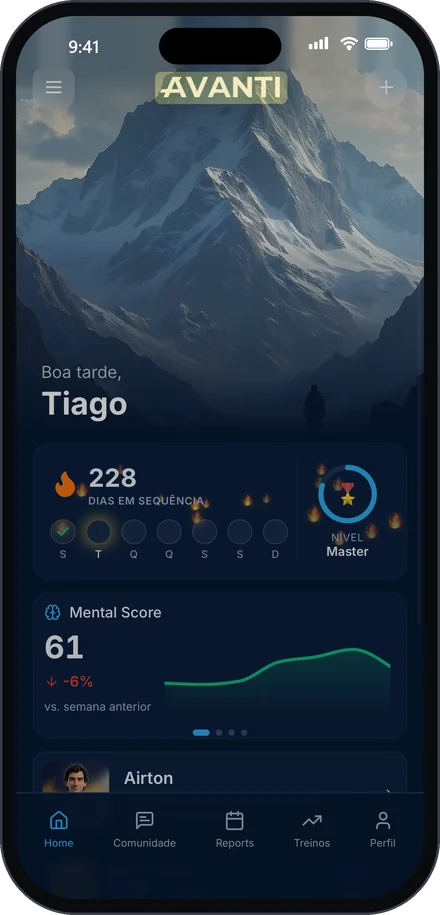 9:41
AVANTI
Boa tarde,
Tiago
228
DIAS EM SEQUÊNCIA
S T Q Q S S D
NÍVEL
Master
Mental Score
61
↓ -6%
vs. semana anterior
Airton
Home Comunidade Reports Treinos Perfil